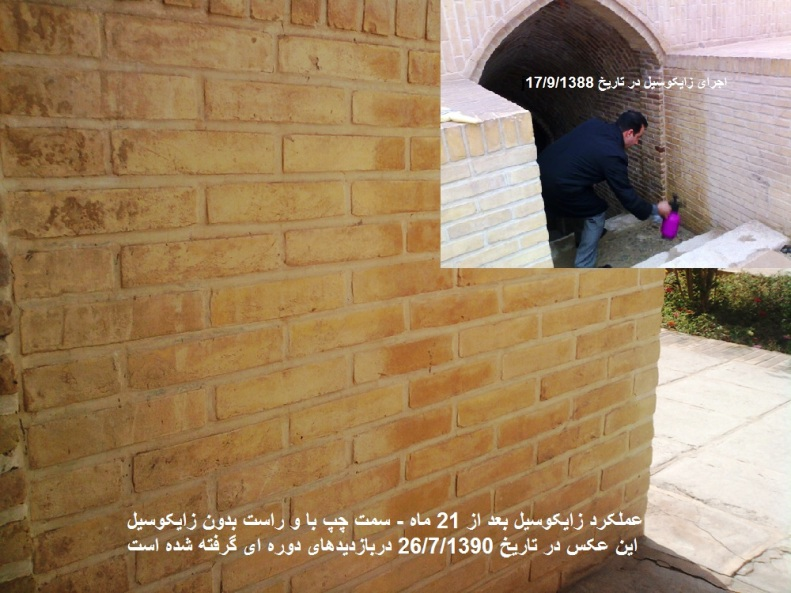 اجرای زایکوسیل در تاریخ 17/9/1388
عملکرد زایکوسیل بعد از 21 ماه - سمت چپ با و راست بدون زایکوسیل
این عکس در تاریخ 26/7/1390 دربازدیدهای دوره ای گرفته شده است